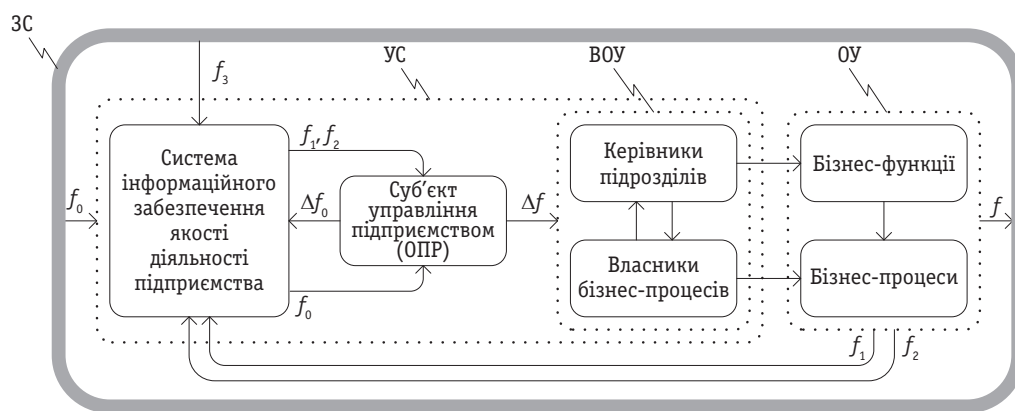 ЗС
УС
ВОУ
ОУ
f₃
f₀
Система
інформаційного
забезпечення
якості
діяльності
підприємства
f₁, f₂
Δf₀
f₀
Суб’єкт
управління
підприємством
(ОПР)
Δf
Керівники
підрозділів
Власники
бізнес-процесів
Бізнес-функції
Бізнес-процеси
f
f₁
f₂